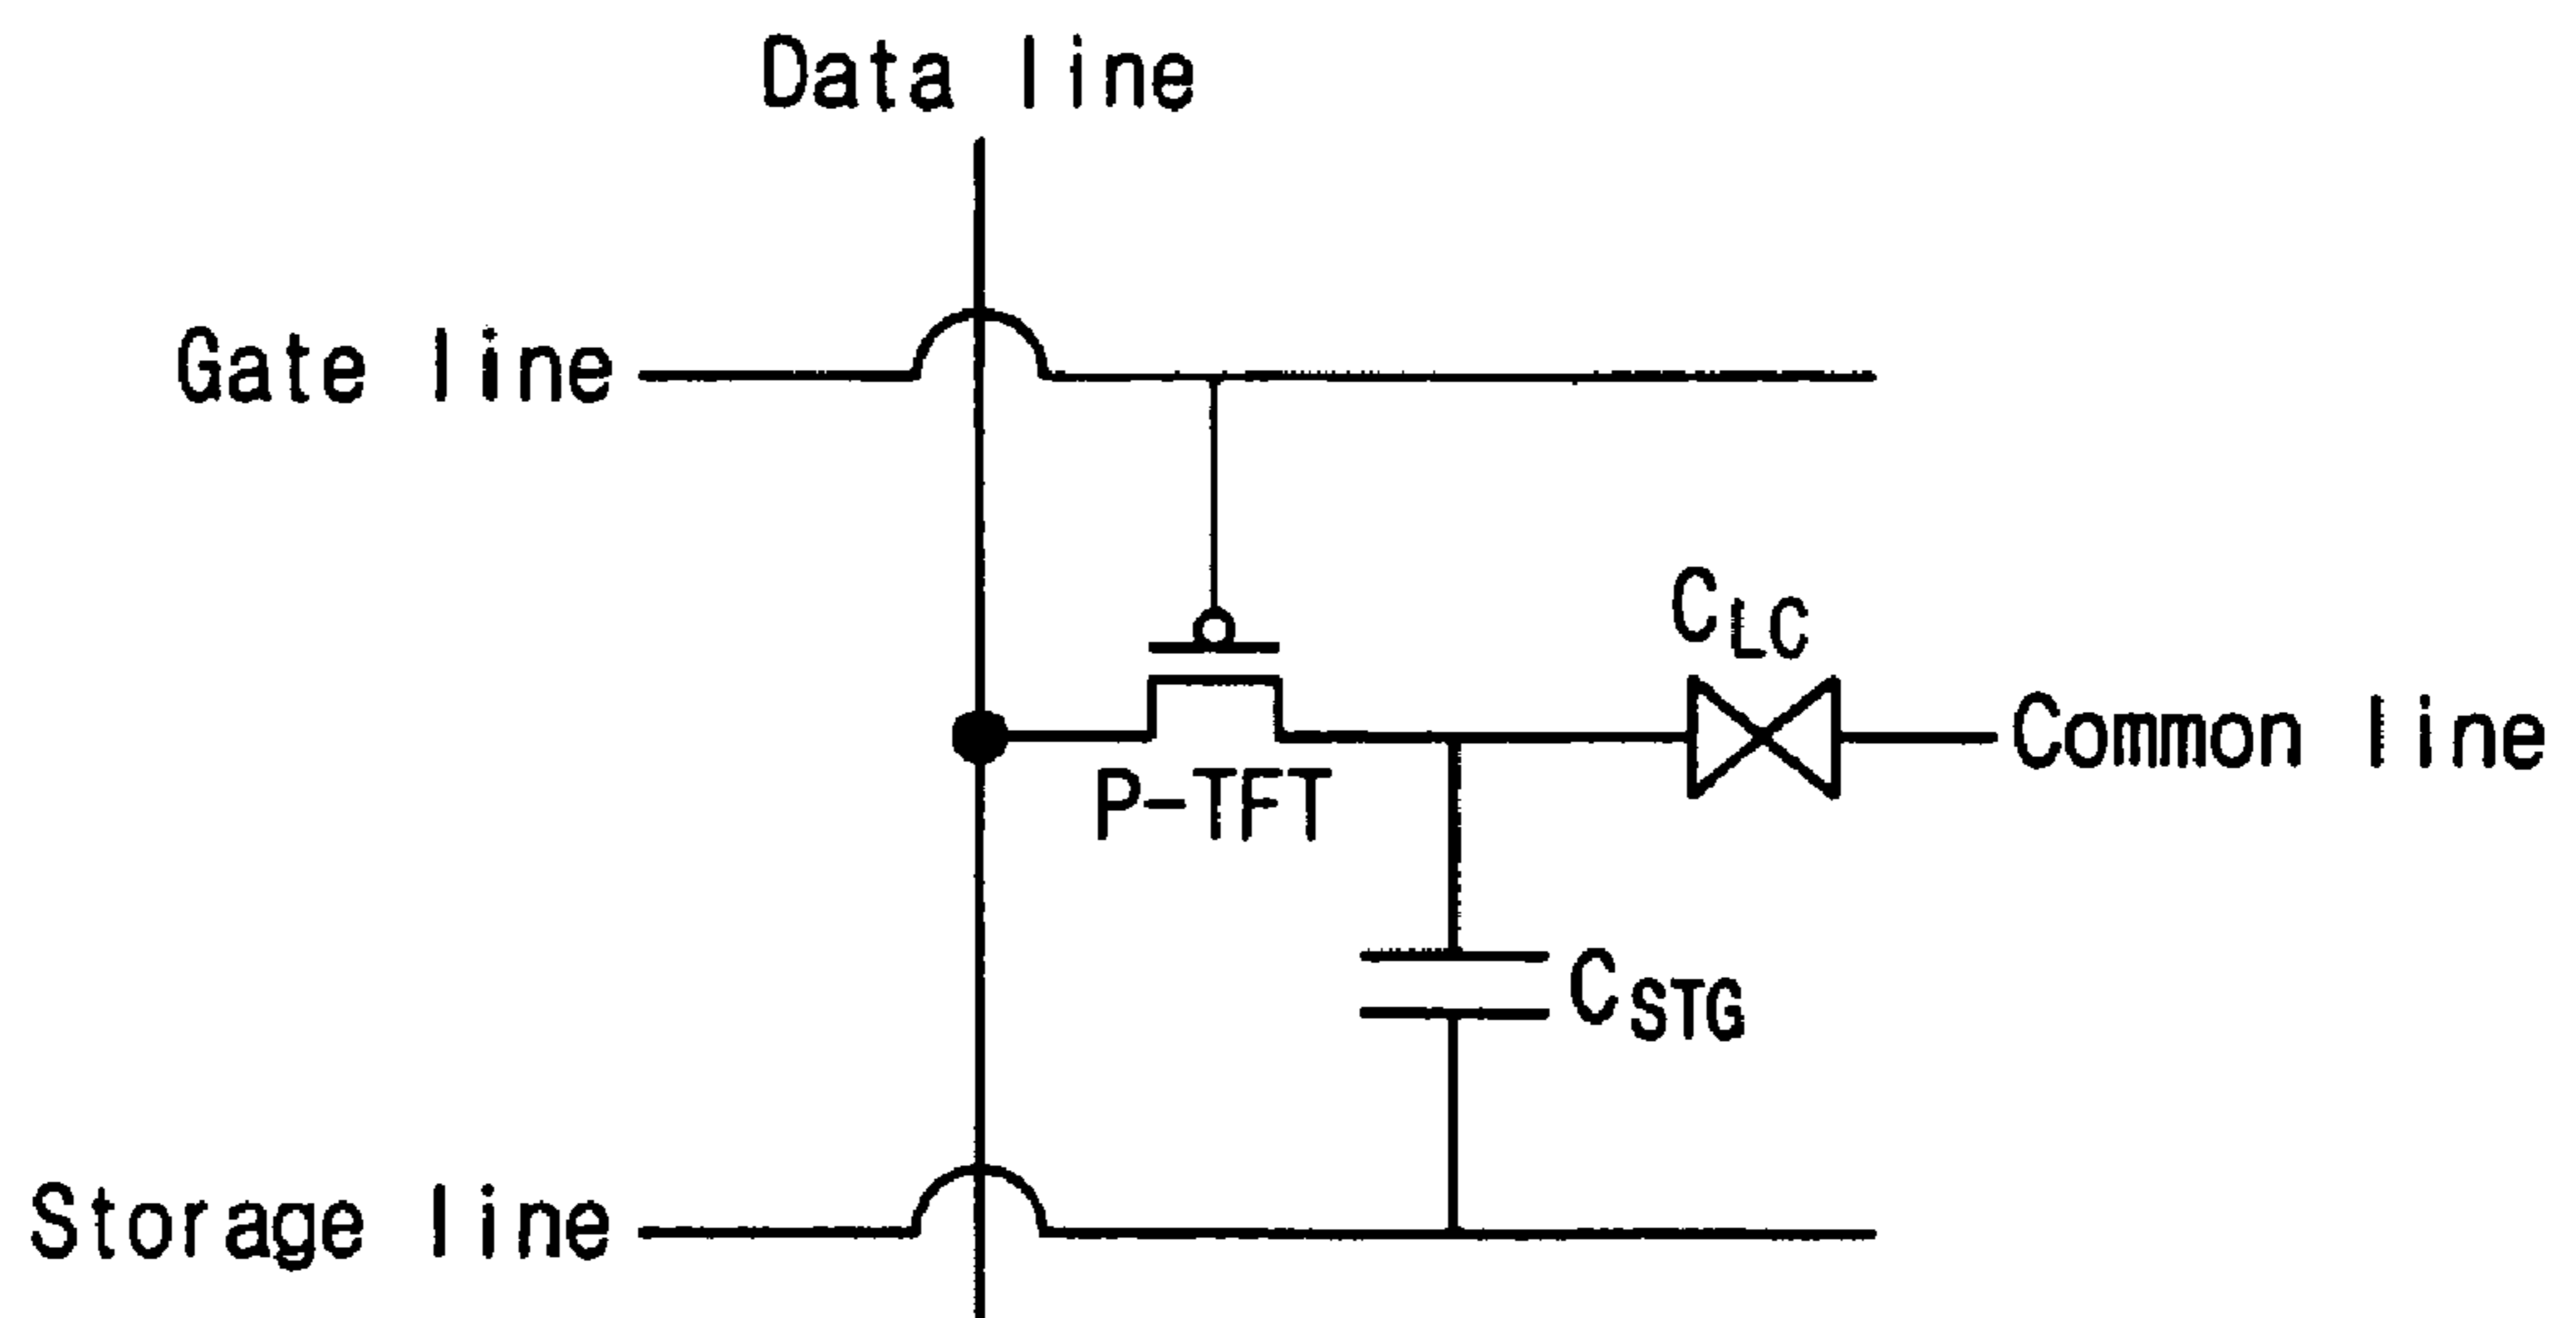 Data line
Gate line
CLC
Common line
P-TFT
CSTG
Storage line